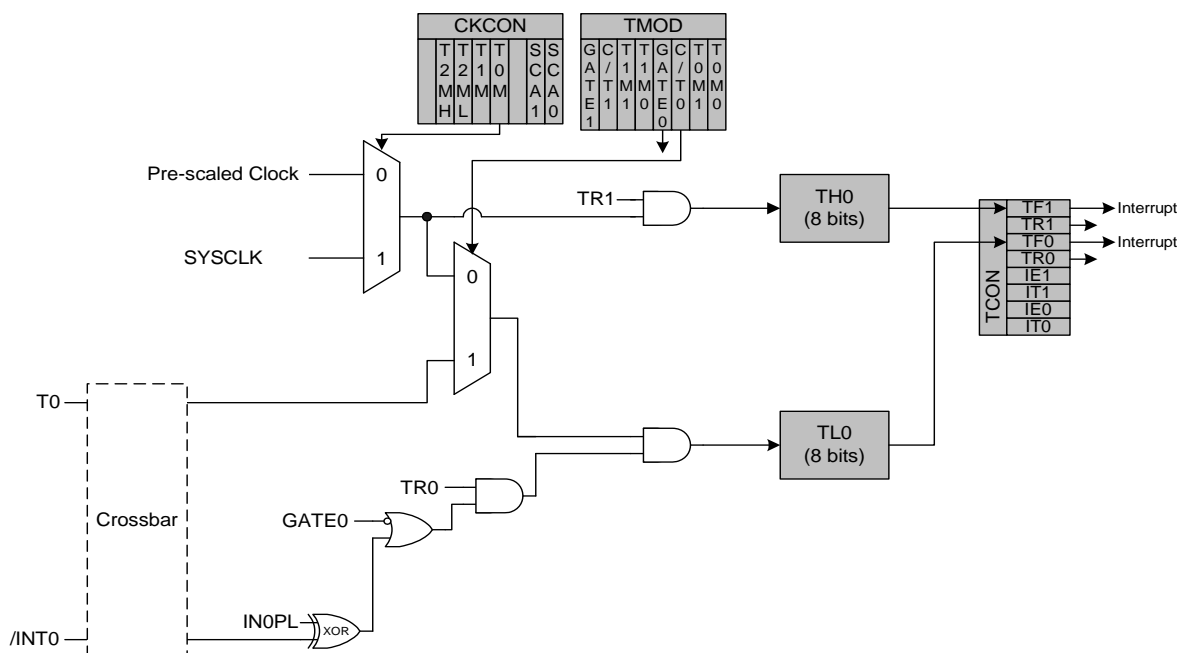 CKCON
T2MH T2ML T1M T0M SCA1 SCA0
TMOD
GATE1 C/T1 T1M1 T1M0 GATE0 C/T0 T0M1 T0M0
Pre-scaled Clock
0
SYSCLK
1
TR1
TH0
(8 bits)
TCON
TF1
Interrupt
TR1
TF0
Interrupt
TR0
IE1
IT1
IE0
IT0
0
1
T0
TL0
(8 bits)
TR0
Crossbar
GATE0
IN0PL
XOR
/INT0